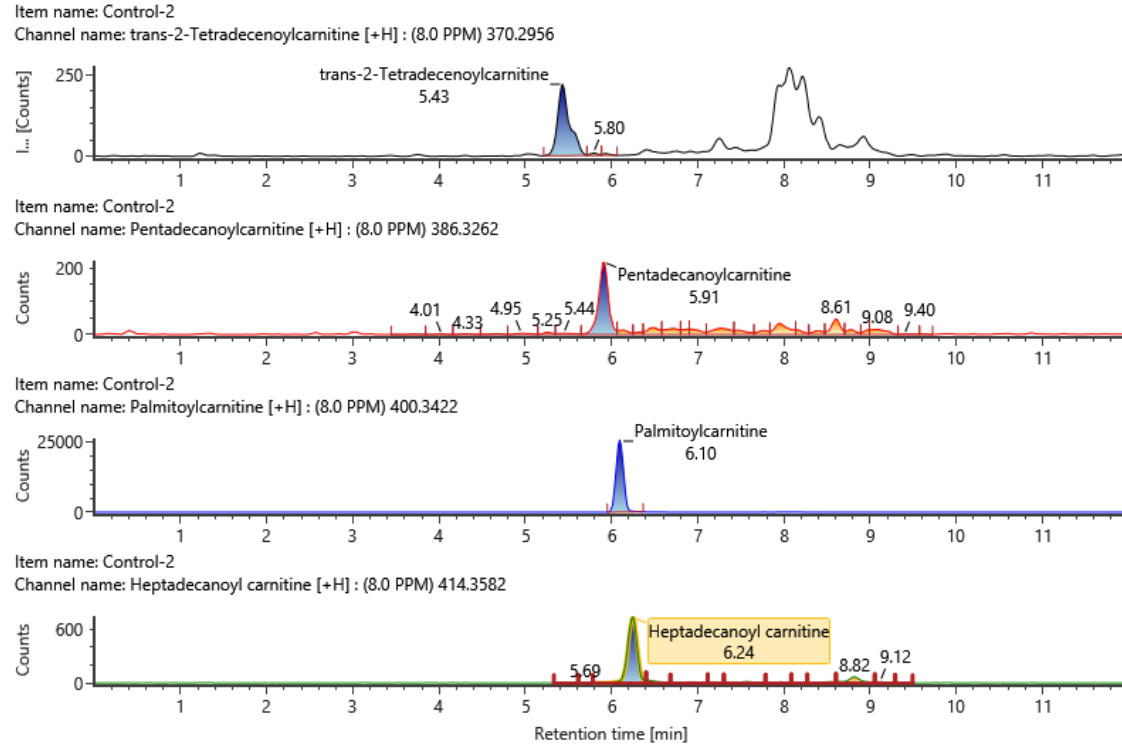 Item name: Control-2
Channel name: trans-2-Tetradecenoylcarnitine [+H] : (8.0 PPM) 370.2956
I... [Counts]
250
0
trans-2-Tetradecenoylcarnitine
5.43
5.80
1 2 3 4 5 6 7 8 9 10 11
Item name: Control-2
Channel name: Pentadecanoylcarnitine [+H] : (8.0 PPM) 386.3262
Counts
200
0
4.01
4.33
4.95
5.25
5.44
Pentadecanoylcarnitine
5.91
8.61
9.08
9.40
1 2 3 4 5 6 7 8 9 10 11
Item name: Control-2
Channel name: Palmitoylcarnitine [+H] : (8.0 PPM) 400.3422
Counts
25000
0
Palmitoylcarnitine
6.10
1 2 3 4 5 6 7 8 9 10 11
Item name: Control-2
Channel name: Heptadecanoyl carnitine [+H] : (8.0 PPM) 414.3582
Counts
600
0
5.69
Heptadecanoyl carnitine
6.24
8.82
9.12
1 2 3 4 5 6 7 8 9 10 11
Retention time [min]